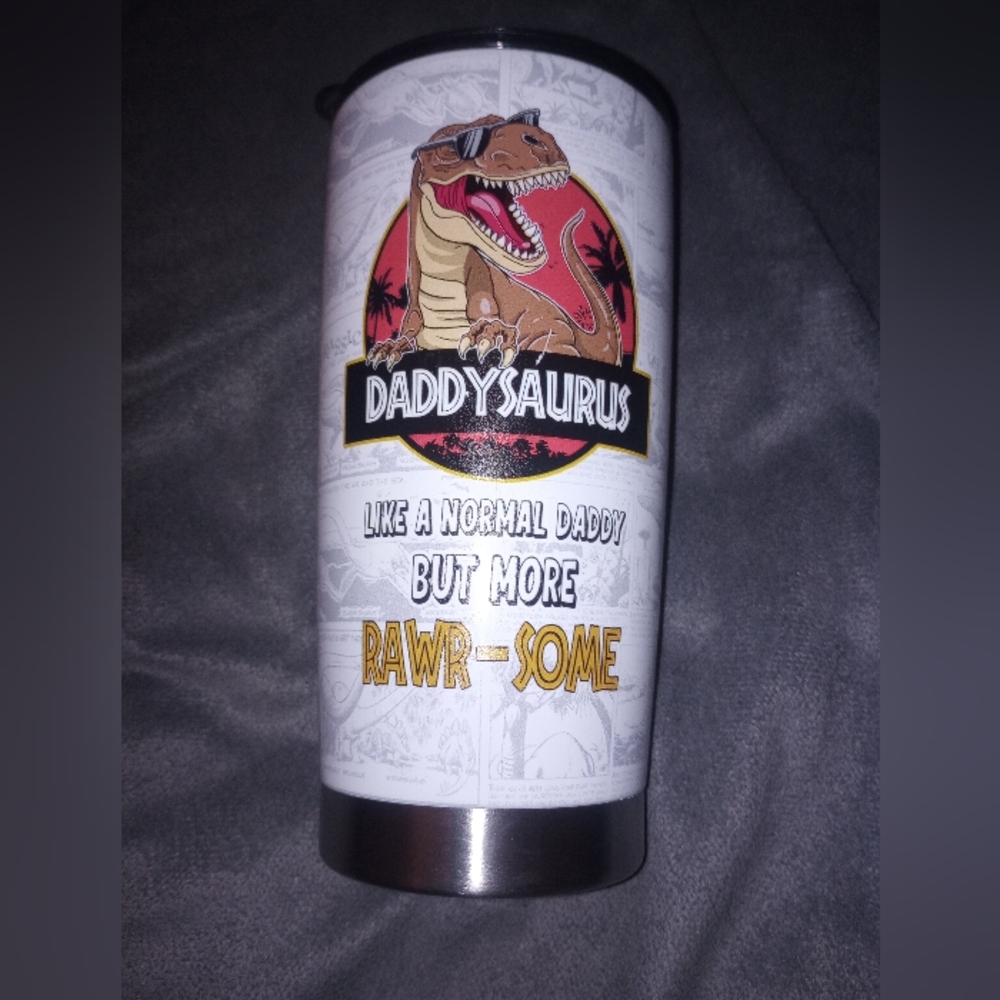 DADDYSAURUS
LIKE A NORMAL DADDY
BUT MORE
RAWR-SOME